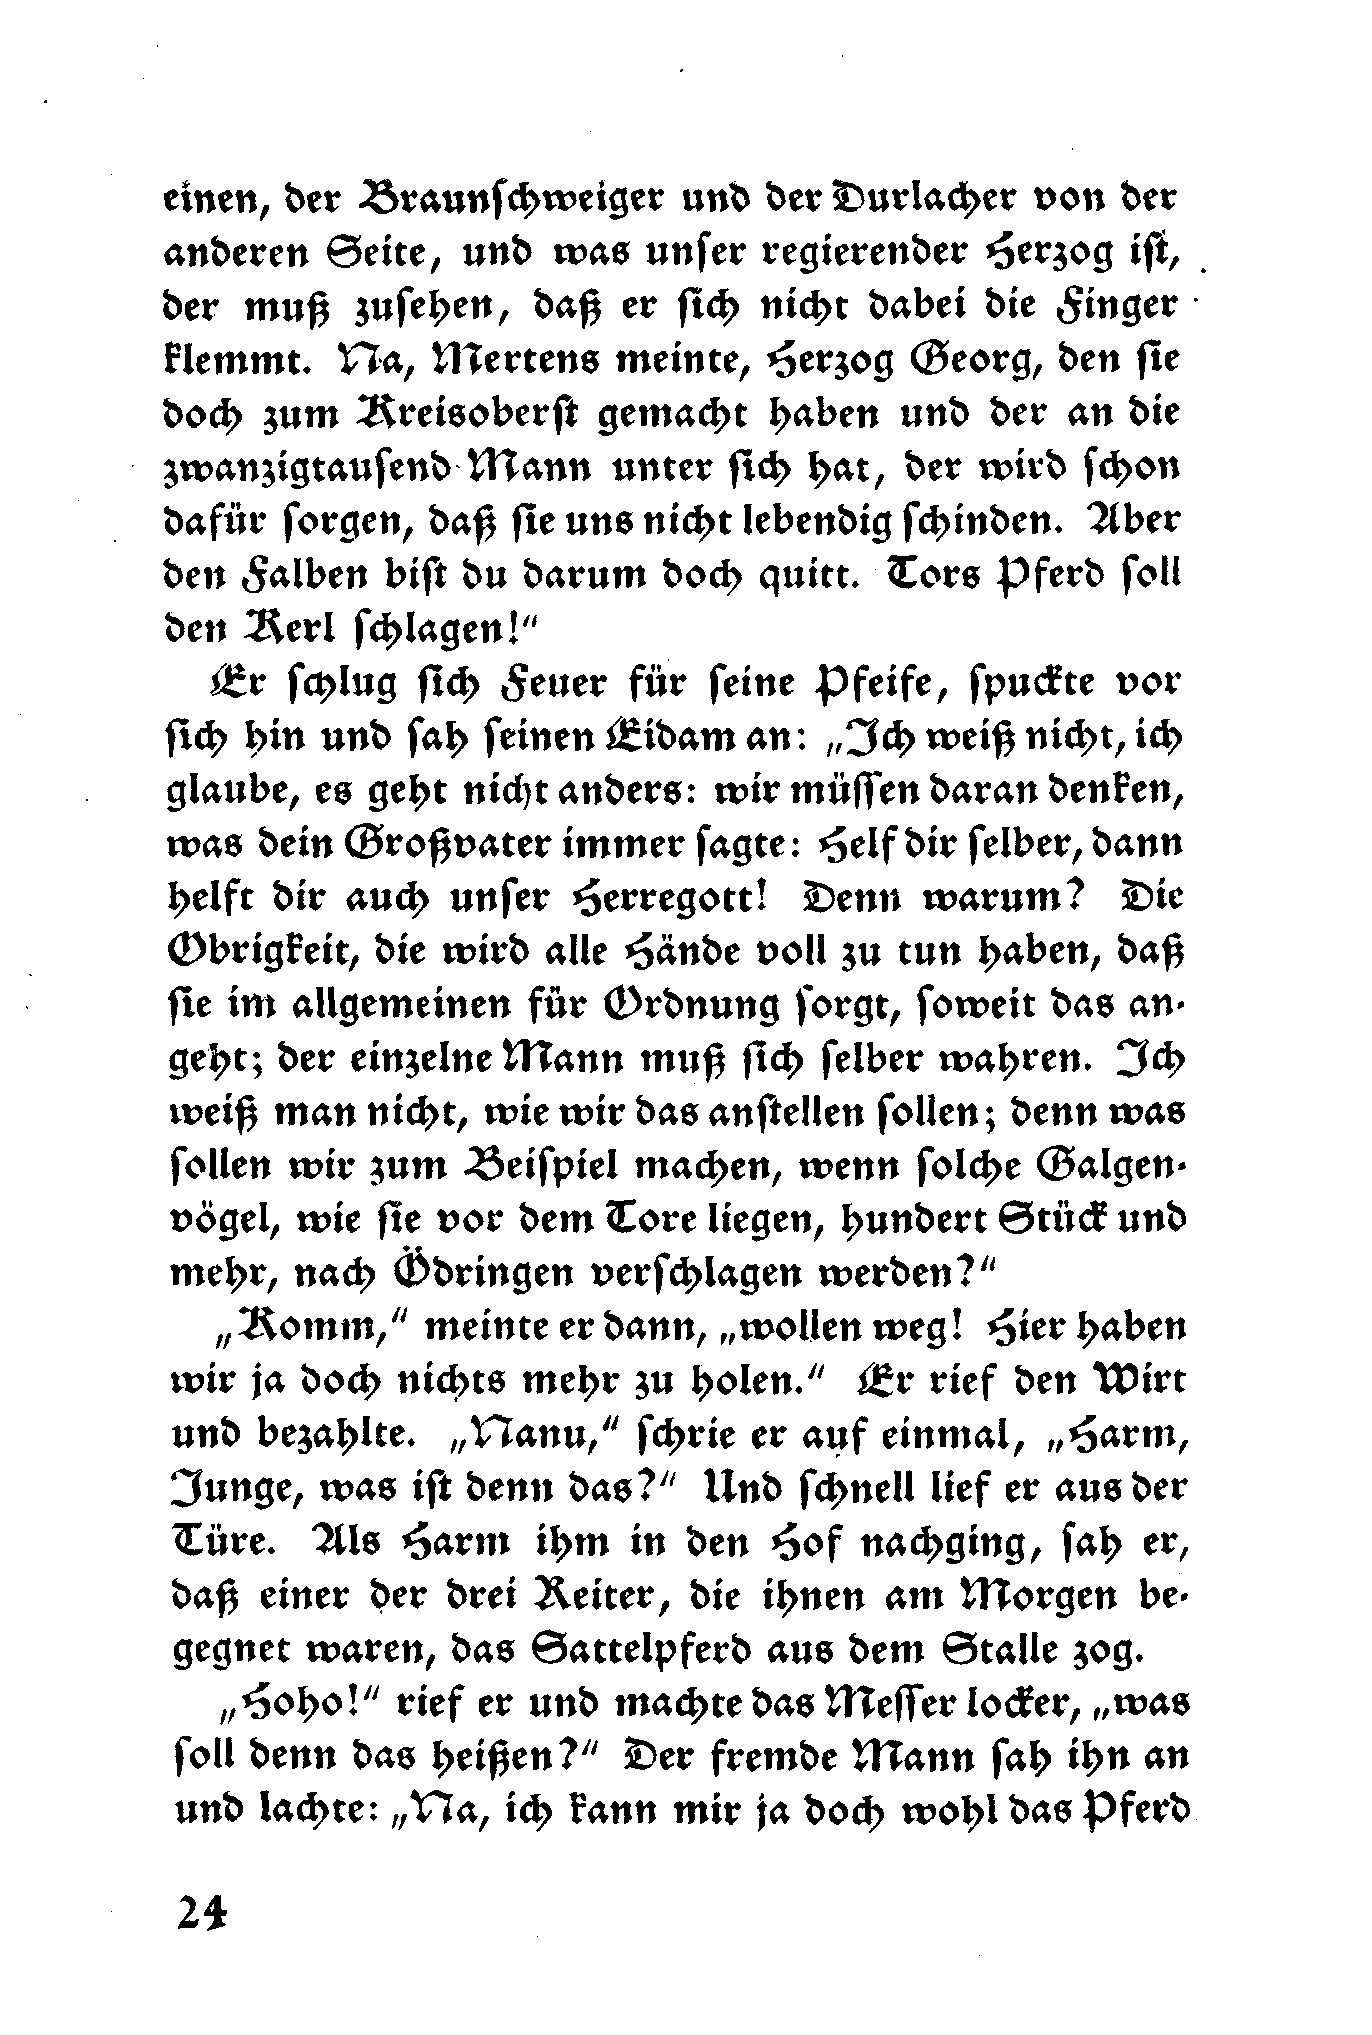 einen, der Braunschweiger und der Durlacher von der
anderen Seite, und was unser regierender Herzog ist,
der muß zusehen, daß er sich nicht dabei die Finger
klemmt. Na, Mertens meinte, Herzog Georg, den sie
doch zum Kreisoberst gemacht haben und der an die
zwanzigtausend Mann unter sich hat, der wird schon
dafür sorgen, daß sie uns nicht lebendig schinden. Aber
den Falben bist du darum doch quitt. Tors Pferd soll
den Kerl schlagen!“
Er schlug sich Feuer für seine Pfeife, spuckte vor
sich hin und sah seinen Eidam an: „Ich weiß nicht, ich
glaube, es geht nicht anders: wir müssen daran denken,
was dein Großvater immer sagte: Helf dir selber, dann
helft dir auch unser Herregott! Denn warum? Die
Obrigkeit, die wird alle Hände voll zu tun haben, daß
sie im allgemeinen für Ordnung sorgt, soweit das an-
geht; der einzelne Mann muß sich selber wahren. Ich
weiß man nicht, wie wir das anstellen sollen; denn was
sollen wir zum Beispiel machen, wenn solche Galgen-
vögel, wie sie vor dem Tore liegen, hundert Stück und
mehr, nach Ödringen verschlagen werden?“
„Komm,“ meinte er dann, „wollen weg! Hier haben
wir ja doch nichts mehr zu holen.“ Er rief den Wirt
und bezahlte. „Nanu,“ schrie er auf einmal, „Harm,
Junge, was ist denn das?“ Und schnell lief er aus der
Türe. Als Harm ihm in den Hof nachging, sah er,
daß einer der drei Reiter, die ihnen am Morgen be-
gegnet waren, das Sattelpferd aus dem Stalle zog.
„Hoho!“ rief er und machte das Messer locker, „was
soll denn das heißen?“ Der fremde Mann sah ihn an
und lachte: „Na, ich kann mir ja doch wohl das Pferd
24